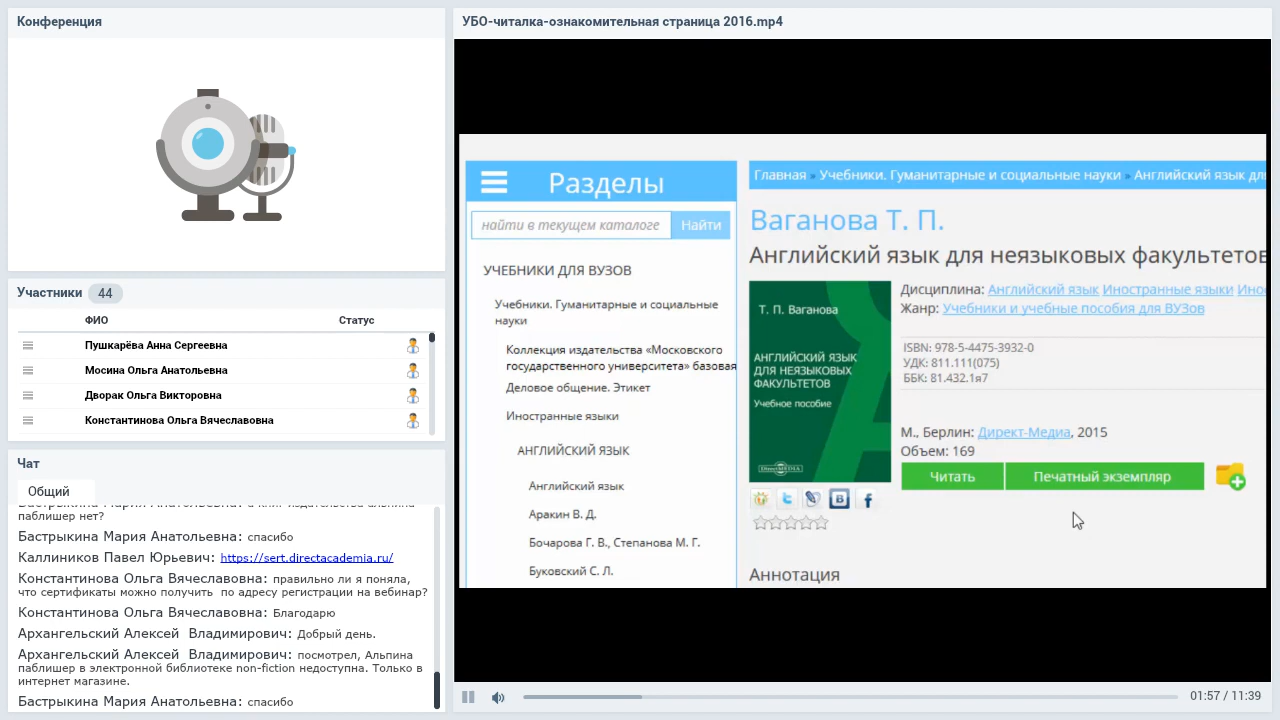 Конференция
Участники 44
ФИО Статус
Пушкарёва Анна Сергеевна
Мосина Ольга Анатольевна
Дворак Ольга Викторовна
Константинова Ольга Вячеславовна
Чат
Общий
паблишер нет?
Бастрыкина Мария Анатольевна: спасибо
Каллиников Павел Юрьевич: https://sert.directacademia.ru/
Константинова Ольга Вячеславовна: правильно ли я поняла,
что сертификаты можно получить по адресу регистрации на вебинар?
Константинова Ольга Вячеславовна: Благодарю
Архангельский Алексей Владимирович: Добрый день.
Архангельский Алексей Владимирович: посмотрел, Альпина
паблишер в электронной библиотеке non-fiction недоступна. Только в
интернет магазине.
Бастрыкина Мария Анатольевна: спасибо
УБО-читалка-ознакомительная страница 2016.mp4
Разделы
найти в текущем каталоге Найти
УЧЕБНИКИ ДЛЯ ВУЗОВ
Учебники. Гуманитарные и социальные
науки
Коллекция издательства «Московского
государственного университета» базовая
Деловое общение. Этикет
Иностранные языки
АНГЛИЙСКИЙ ЯЗЫК
Английский язык
Аракин В. Д.
Бочарова Г. В., Степанова М. Г.
Буковский С. Л.
Главная » Учебники. Гуманитарные и социальные науки » Английский язык для
Ваганова Т. П.
Английский язык для неязыковых факультетов
Т. П. Ваганова
АНГЛИЙСКИЙ ЯЗЫК
ДЛЯ НЕЯЗЫКОВЫХ
ФАКУЛЬТЕТОВ
Учебное пособие
DirectMEDIA
Дисциплина: Английский язык Иностранные языки Ино
Жанр: Учебники и учебные пособия для ВУЗов
ISBN: 978-5-4475-3932-0
УДК: 811.111(075)
ББК: 81.432.1я7
М., Берлин: Директ-Медиа, 2015
Объем: 169
Читать Печатный экземпляр
Аннотация
01:57 / 11:39